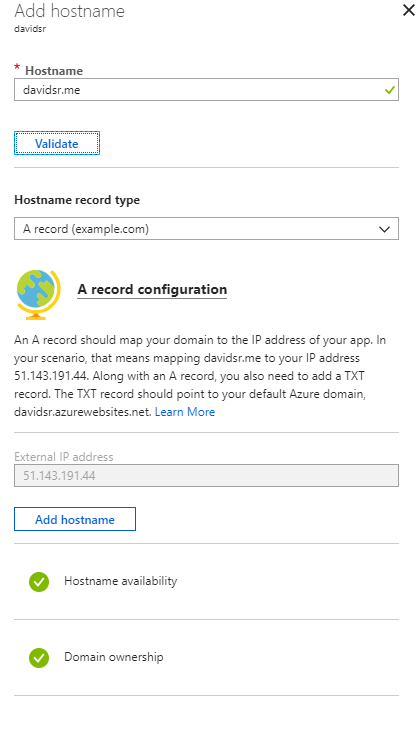 Add hostname
davidsr
* Hostname
davidsr.me
Validate
Hostname record type
A record (example.com)
A record configuration
An A record should map your domain to the IP address of your app. In
your scenario, that means mapping davidsr.me to your IP address
51.143.191.44. Along with an A record, you also need to add a TXT
record. The TXT record should point to your default Azure domain,
davidsr.azurewebsites.net. Learn More
External IP address
51.143.191.44
Add hostname
Hostname availability
Domain ownership